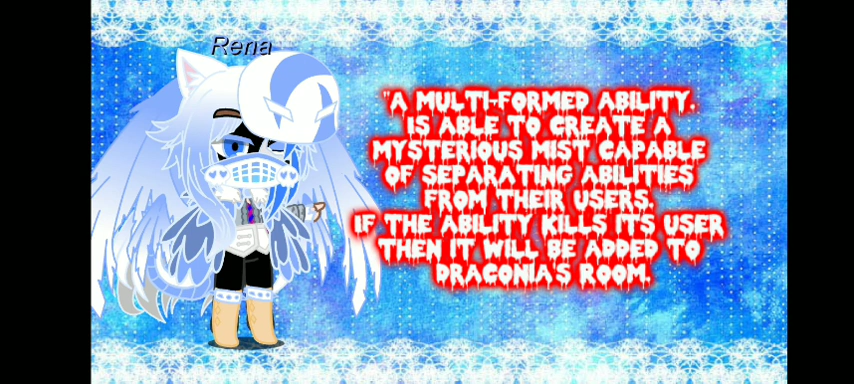 Rena
"A MULTI-FORMED ABILITY.
IS ABLE TO CREATE A
MYSTERIOUS MIST CAPABLE
OF SEPARATING ABILITIES
FROM THEIR USERS.
IF THE ABILITY KILLS ITS USER
THEN IT WILL BE ADDED TO
DRACONIA'S ROOM.